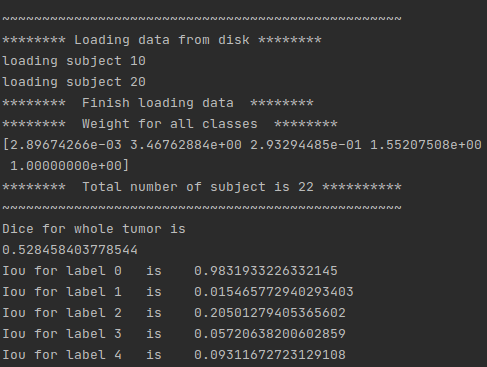 ~~~~~~~~~~~~~~~~~~~~~~~~~~~~~~~~~~~~~~~~~~~~~~~~~~
******** Loading data from disk ********
loading subject 10
loading subject 20
********  Finish loading data  ********
********  Weight for all classes  ********
[2.89674266e-03 3.46762884e+00 2.93294485e-01 1.55207508e+00
 1.00000000e+00]
********  Total number of subject is 22 **********
~~~~~~~~~~~~~~~~~~~~~~~~~~~~~~~~~~~~~~~~~~~~~~~~~~
Dice for whole tumor is
0.528458403778544
Iou for label 0   is    0.9831933226332145
Iou for label 1   is    0.015465772940293403
Iou for label 2   is    0.20501279405365602
Iou for label 3   is    0.05720638200602859
Iou for label 4   is    0.09311672723129108